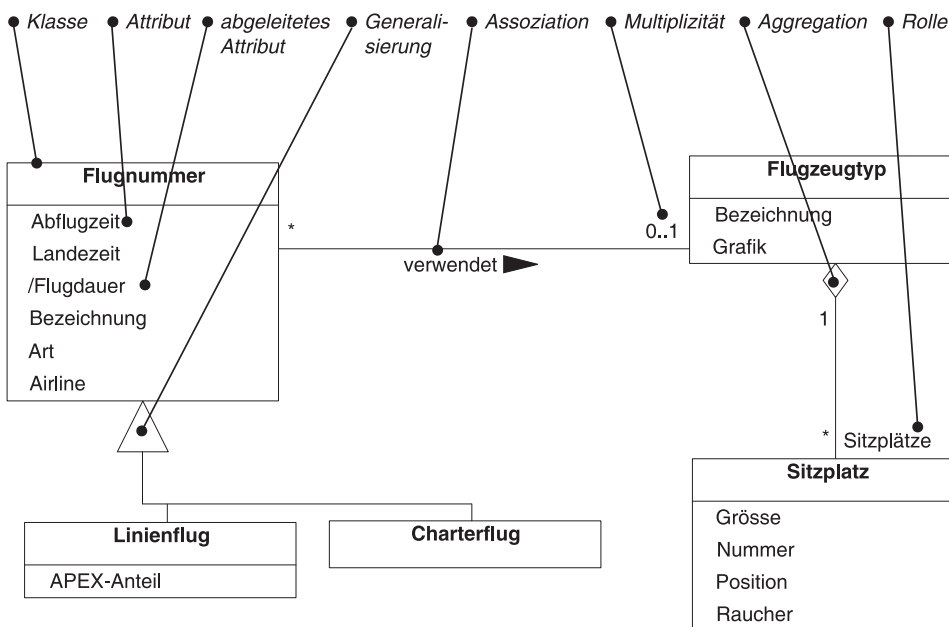 Klasse
Attribut
abgeleitetes
Attribut
Generali-
sierung
Assoziation
Multiplizität
Aggregation
Rolle
Flugnummer
Abflugzeit
Landezeit
/Flugdauer
Bezeichnung
Art
Airline
*
verwendet
0..1
Flugzeugtyp
Bezeichnung
Grafik
1
*
Sitzplätze
Sitzplatz
Grösse
Nummer
Position
Raucher
Linienflug
APEX-Anteil
Charterflug